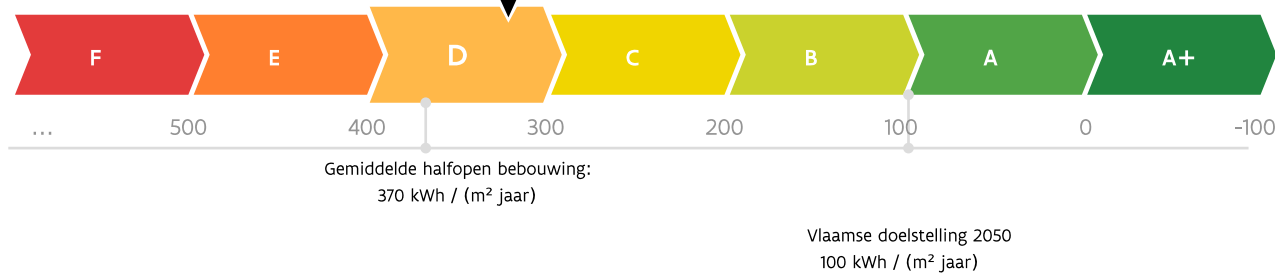 F E D C B A A+
... 500 400 300 200 100 0 -100
Gemiddelde halfopen bebouwing:
370 kWh / (m² jaar)
Vlaamse doelstelling 2050
100 kWh / (m² jaar)